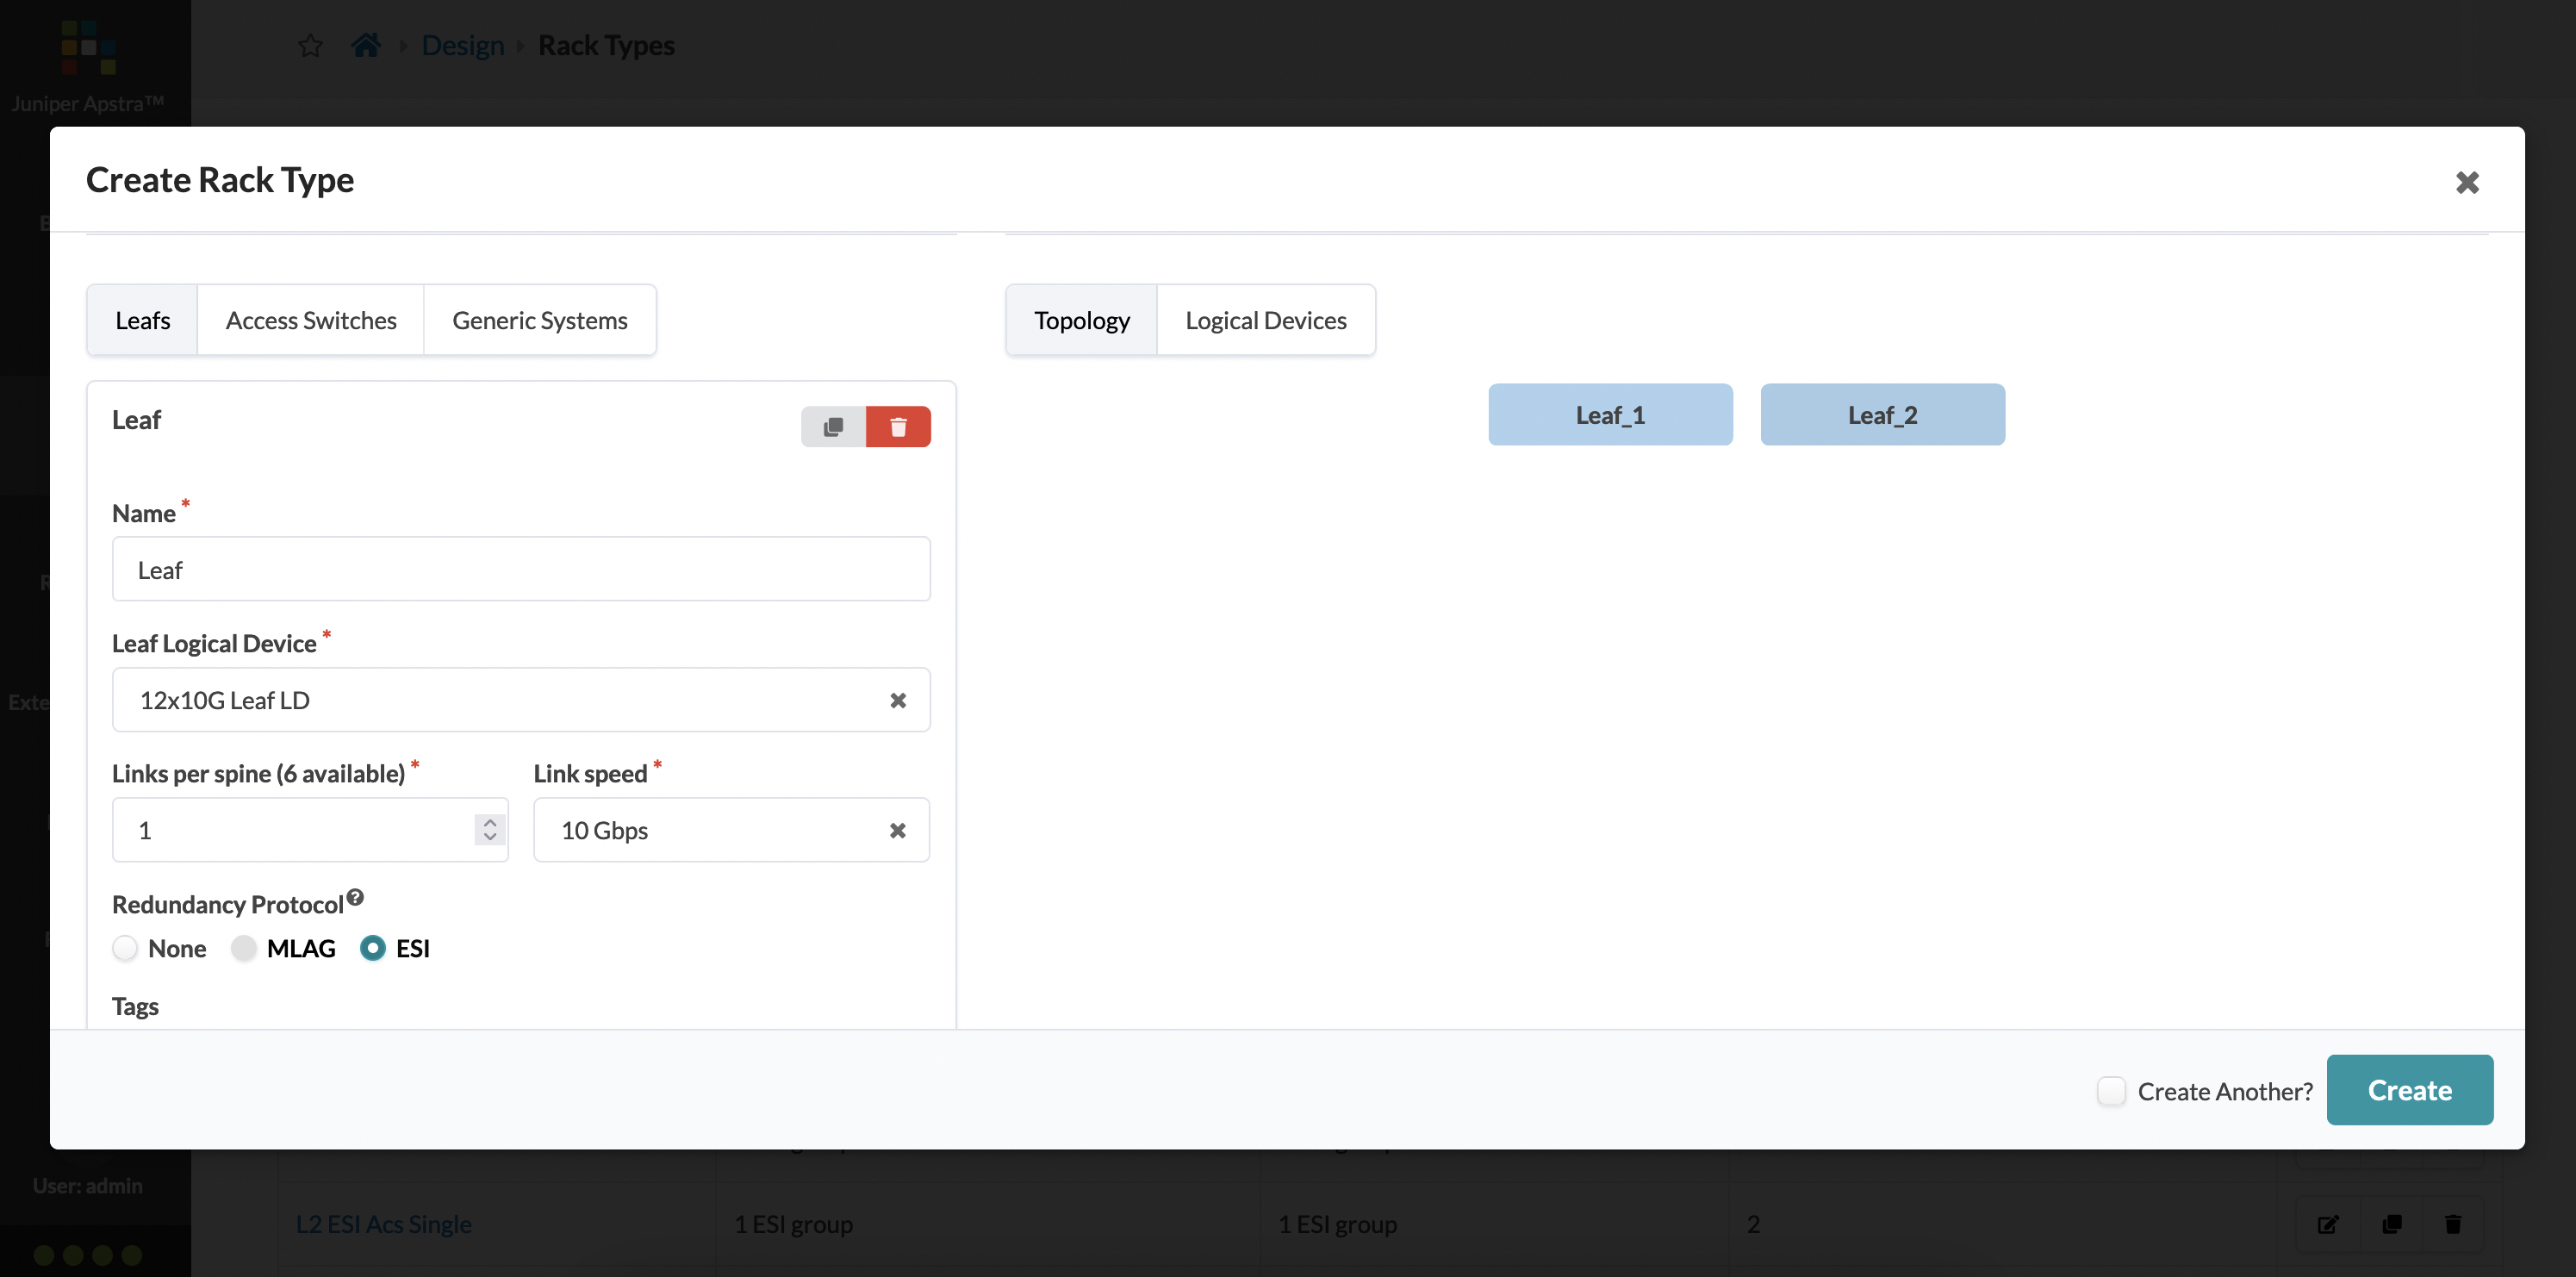 Design
Rack Types
Juniper Apstra™
Create Rack Type
Leafs
Access Switches
Generic Systems
Topology
Logical Devices
Leaf
Leaf_1
Leaf_2
Name *
Leaf
Leaf Logical Device *
12x10G Leaf LD
Links per spine (6 available) *
Link speed *
1
10 Gbps
Redundancy Protocol
None
MLAG
ESI
Tags
Exte
Create Another?
Create
User: admin
L2 ESI Acs Single
1 ESI group
1 ESI group
2